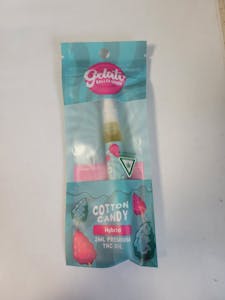 gelato
COTTON
CANDY
Hybrid
2ML PREMIUM
THC OIL